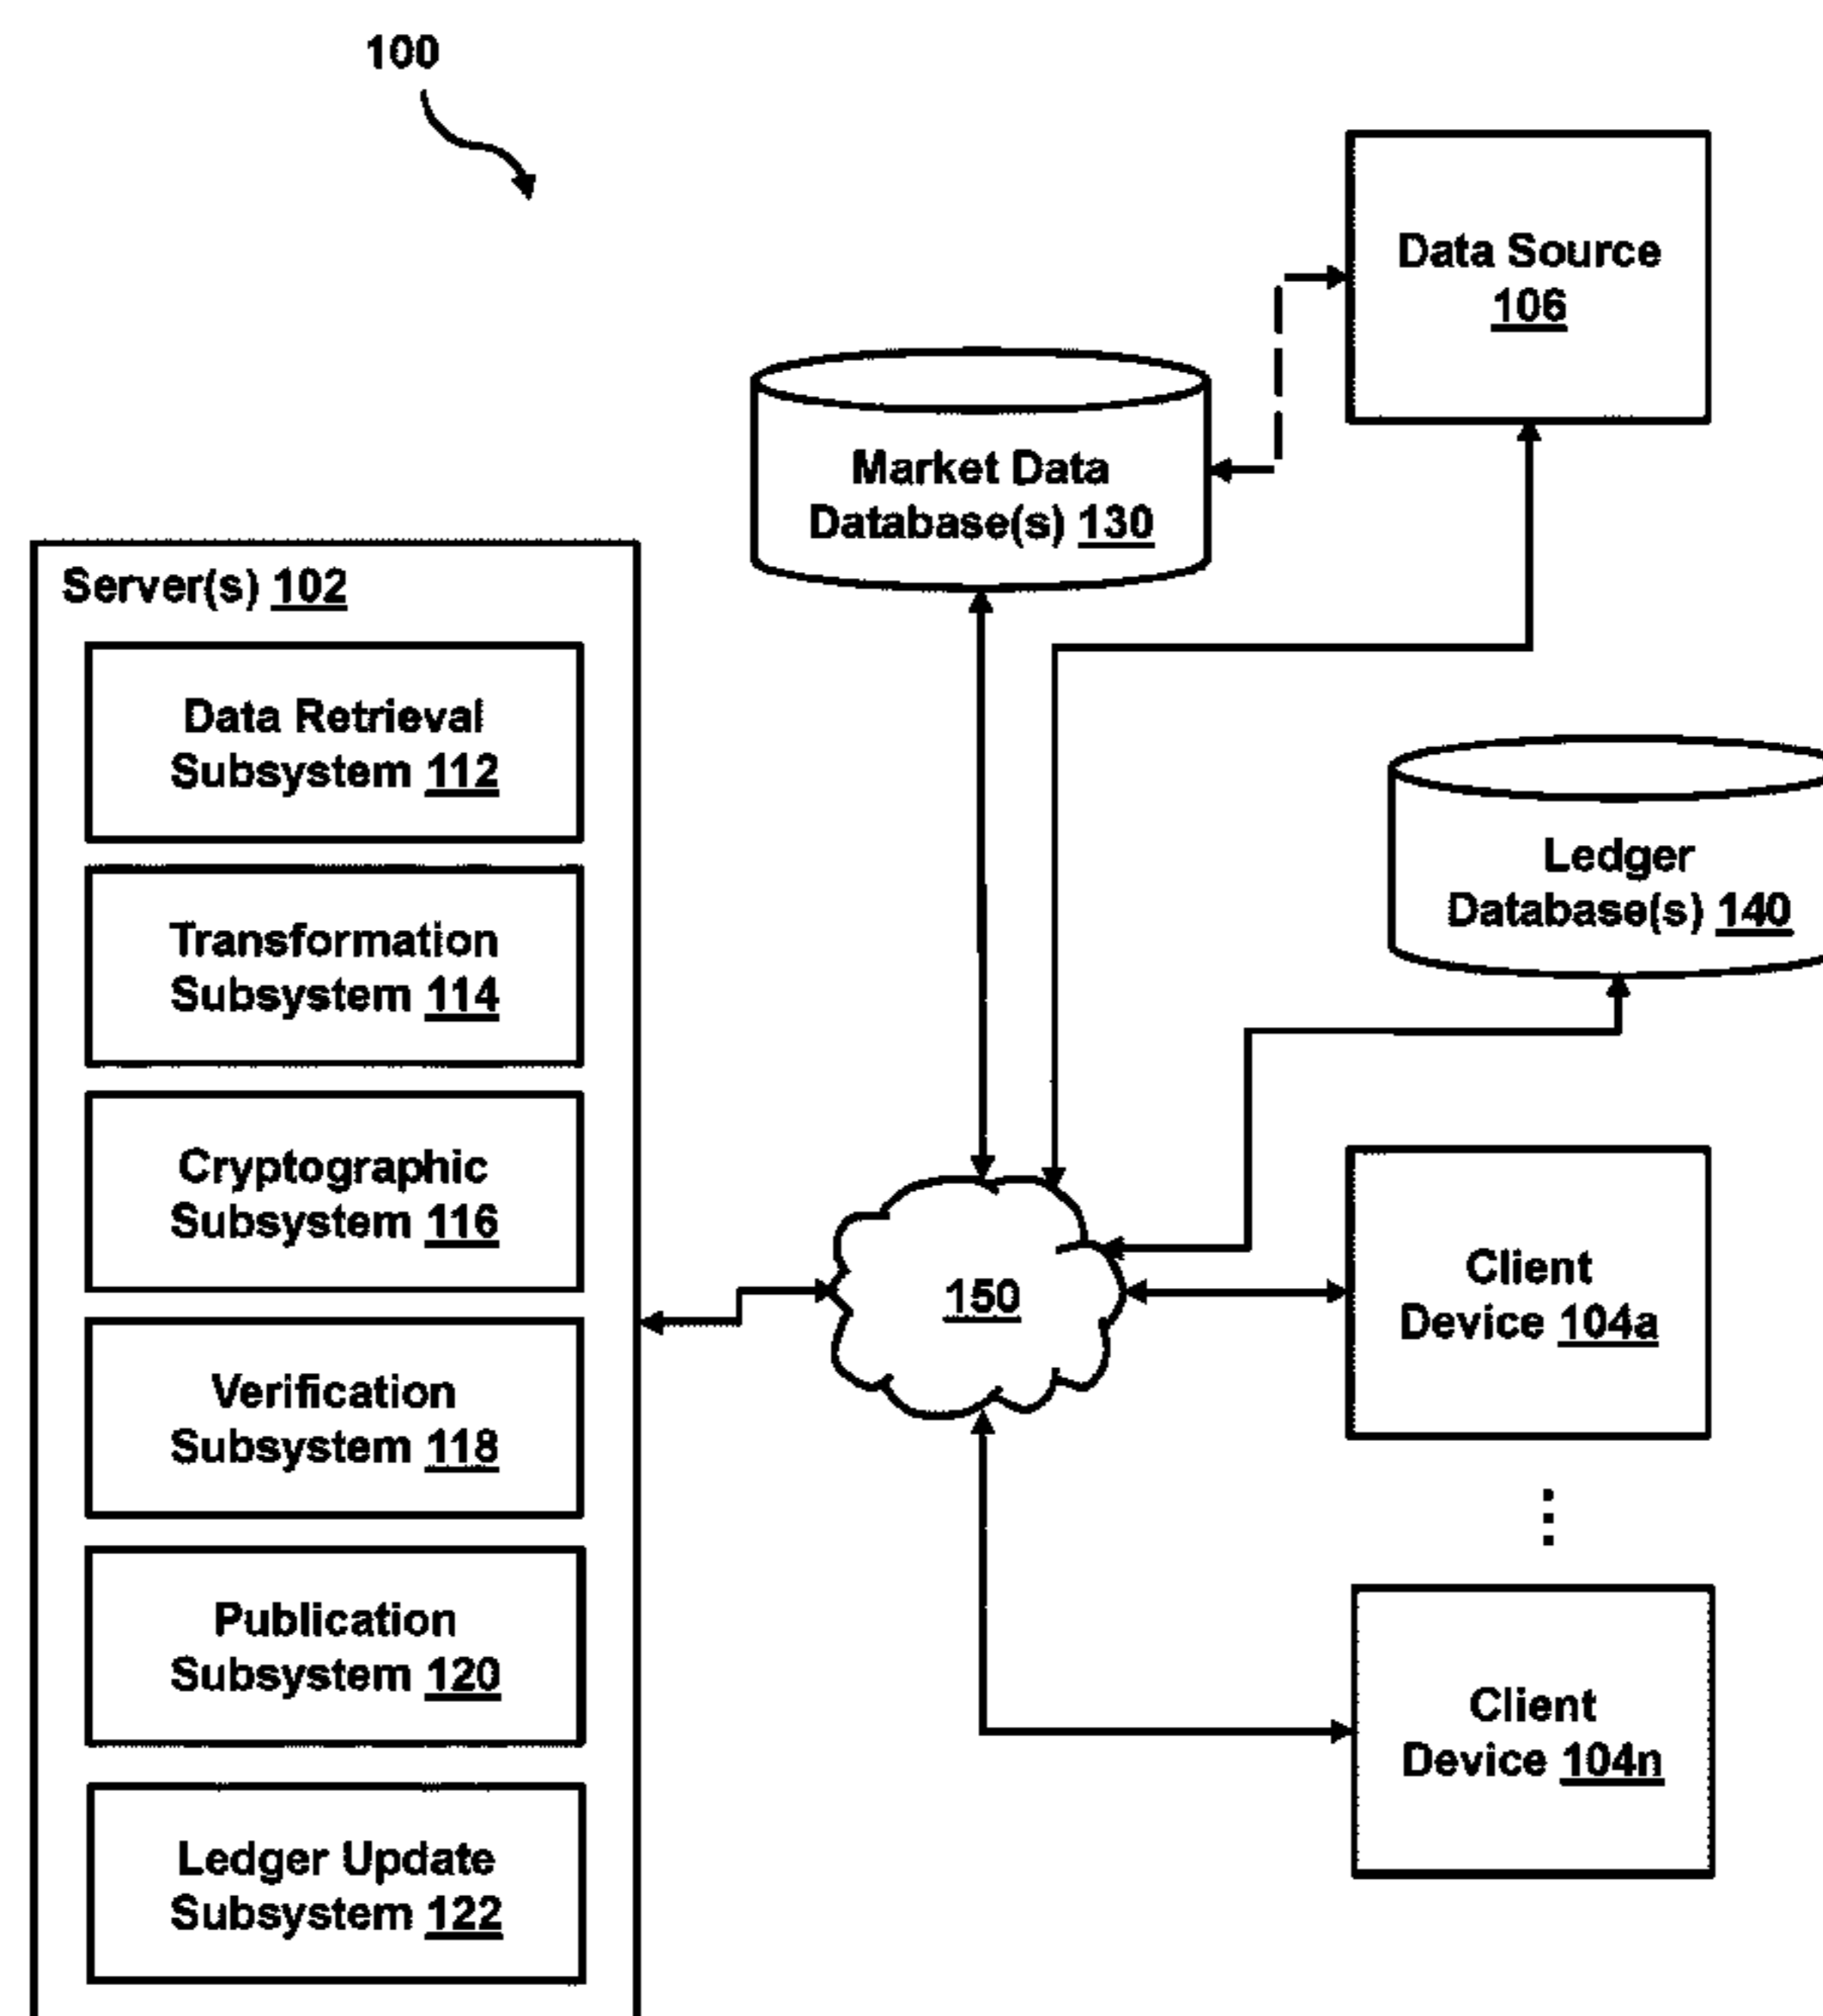 100
Data Source
106
Market Data
Database(s) 130
Server(s) 102
Data Retrieval
Subsystem 112
Transformation
Subsystem 114
Cryptographic
Subsystem 116
Verification
Subsystem 118
Publication
Subsystem 120
Ledger Update
Subsystem 122
Ledger
Database(s) 140
150
Client
Device 104a
Client
Device 104n